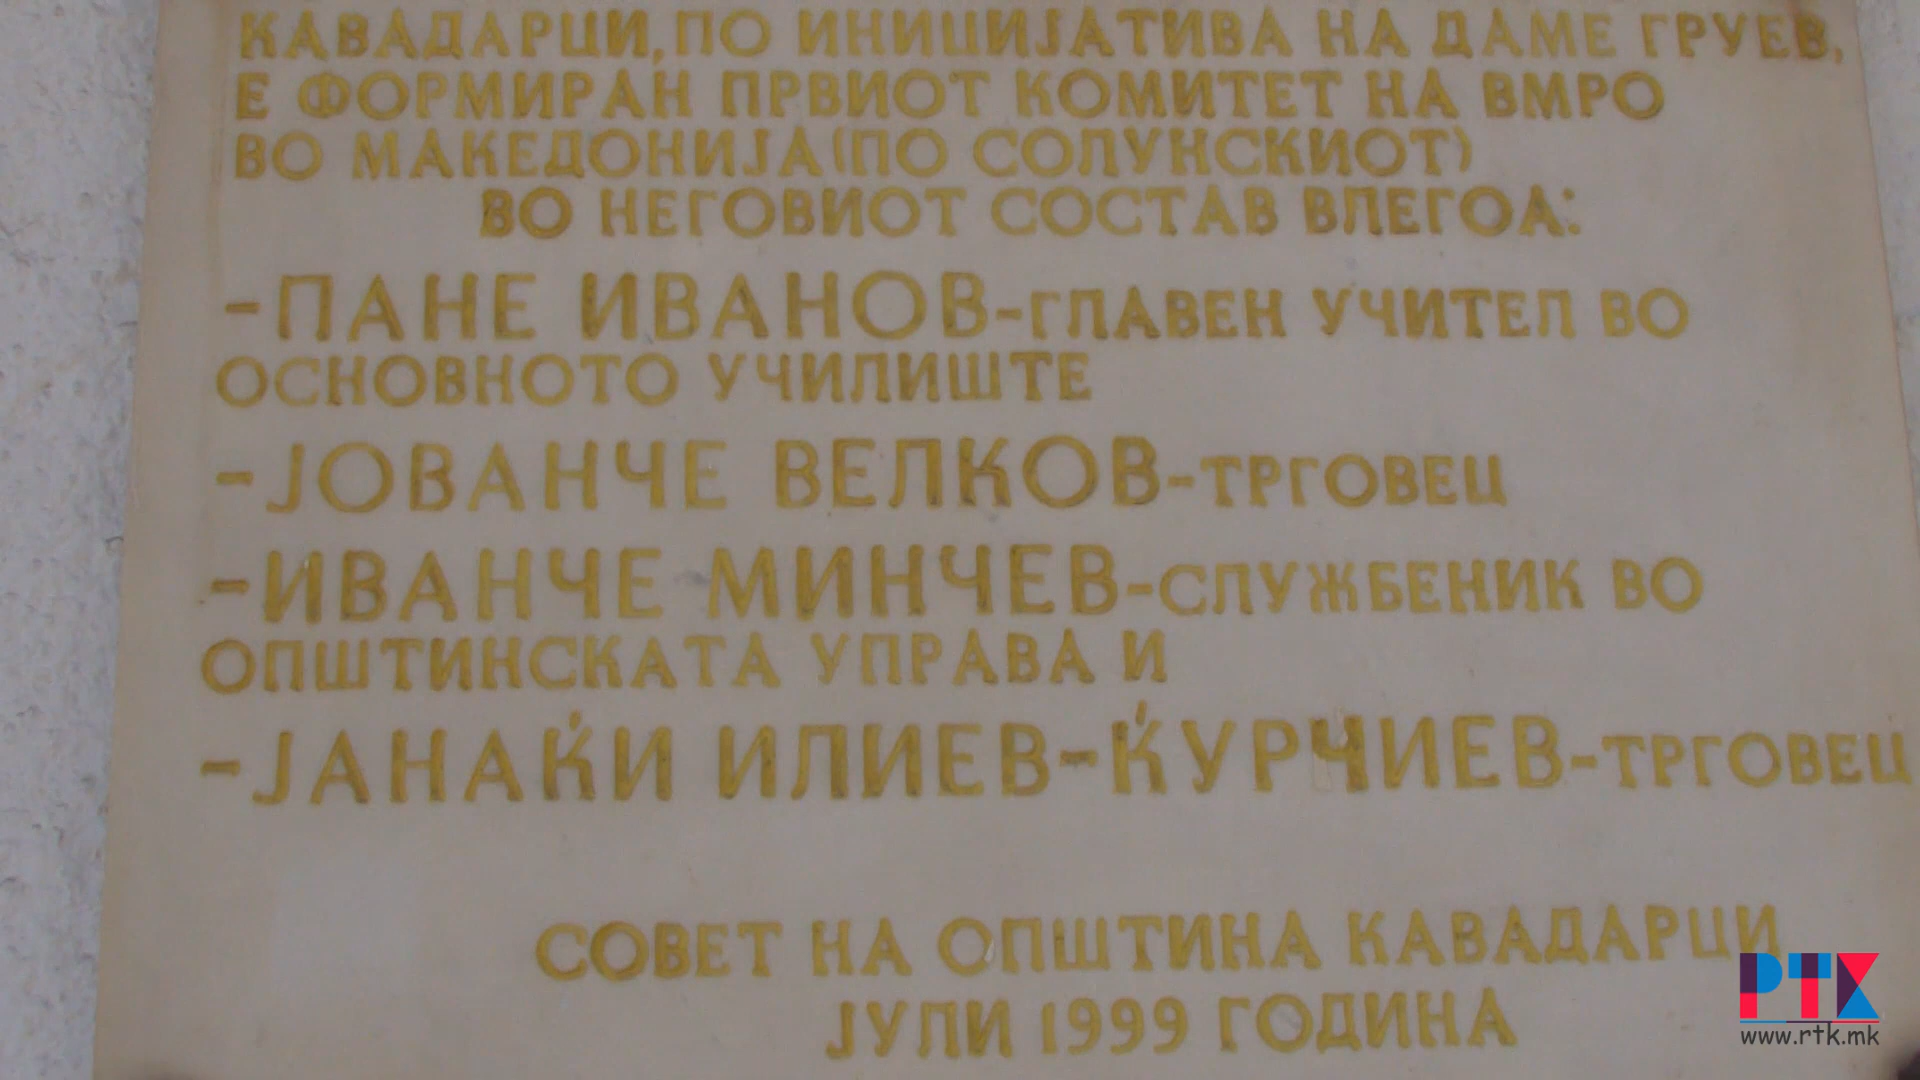 КАВАДАРЦИ, ПО ИНИЦИЈАТИВА НА ДАМЕ ГРУЕВ,
Е ФОРМИРАН ПРВИОТ КОМИТЕТ НА ВМРО
ВО МАКЕДОНИЈА (ПО СОЛУНСКИОТ)
ВО НЕГОВИОТ СОСТАВ ВЛЕГОА:
-ПАНЕ ИВАНОВ-ГЛАВЕН УЧИТЕЛ ВО
ОСНОВНОТО УЧИЛИШТЕ
-ЈОВАНЧЕ ВЕЛКОВ-ТРГОВЕЦ
-ИВАНЧЕ МИНЧЕВ-СЛУЖБЕНИК ВО
ОПШТИНСКАТА УПРАВА И
-ЈАНАЌИ ИЛИЕВ-ЌУРЧИЕВ-ТРГОВЕЦ
СОВЕТ НА ОПШТИНА КАВАДАРЦИ
ЈУЛИ 1999 ГОДИНА
РТК
www.rtk.mk